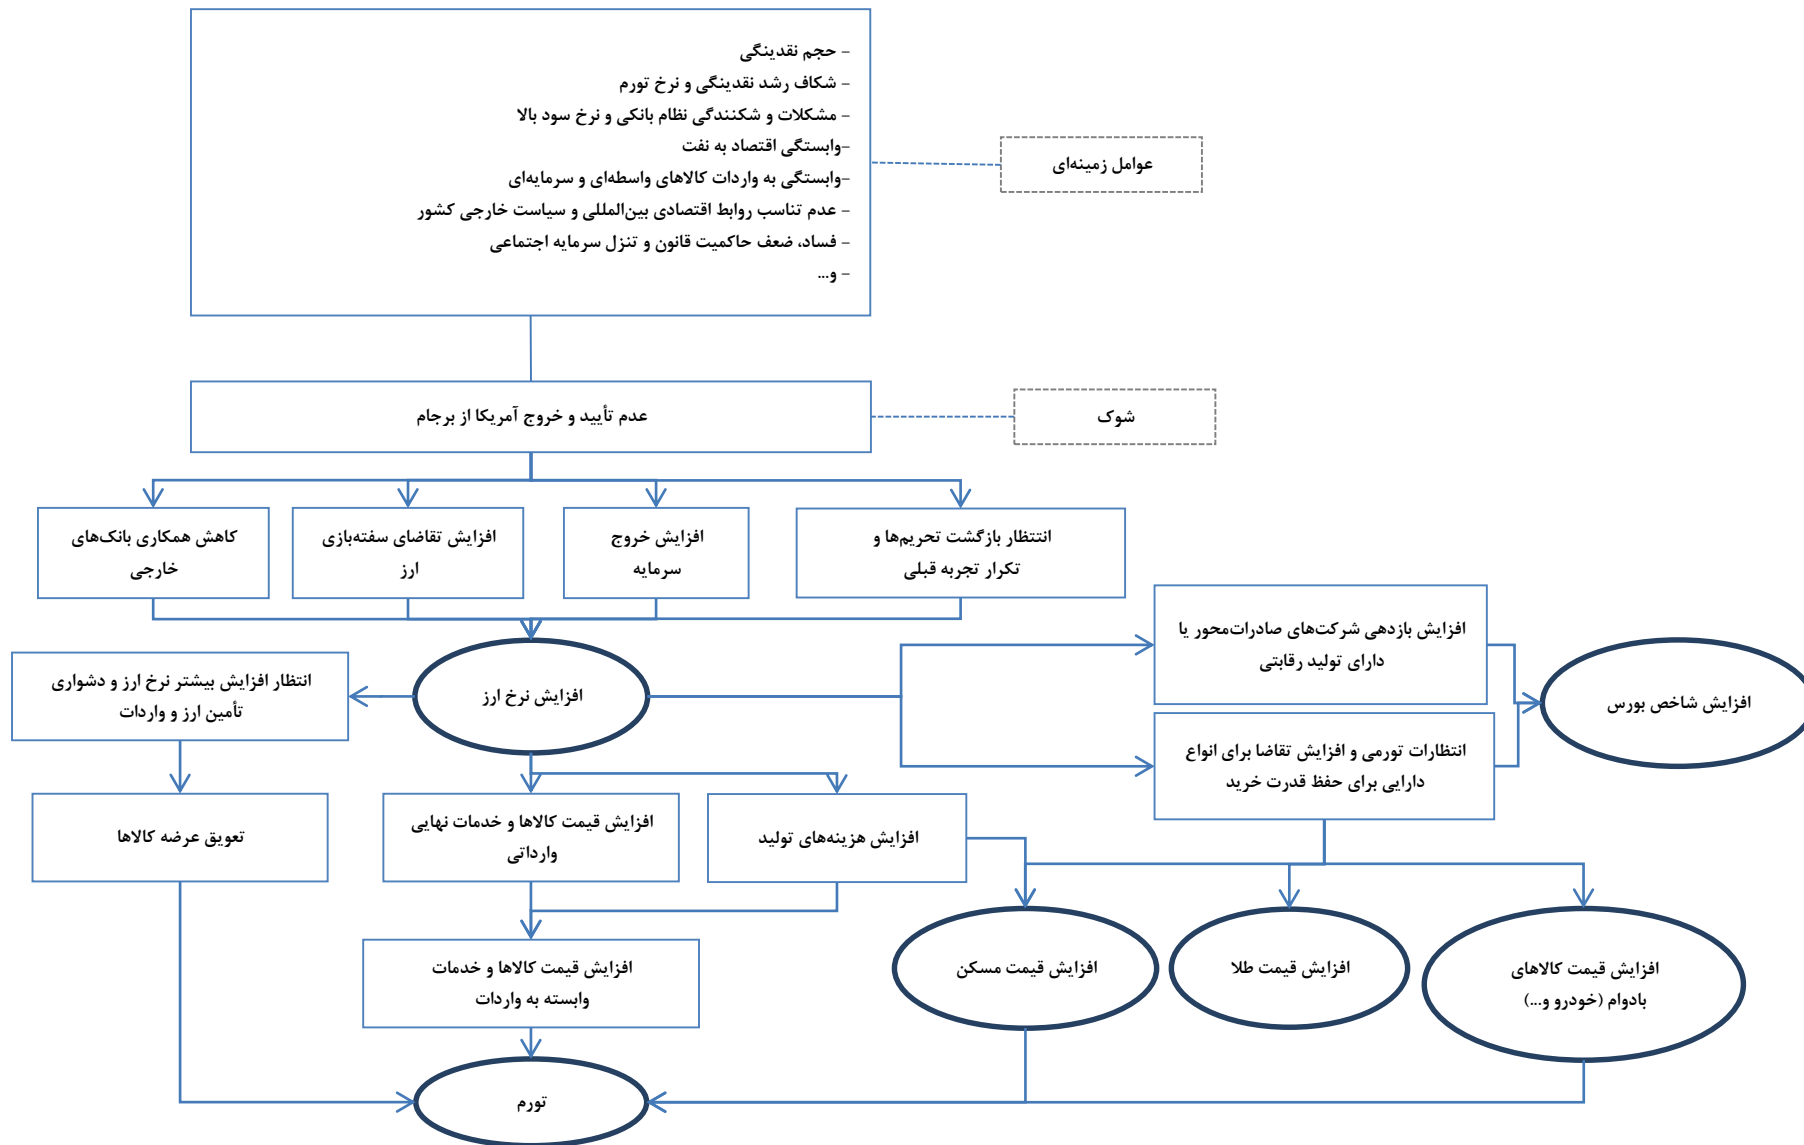 - حجم نقدینگی
- شکاف رشد نقدینگی و نرخ تورم
- مشکلات و شکنندگی نظام بانکی و نرخ سود بالا
-وابستگی اقتصاد به نفت
-وابستگی به واردات کالاهای واسطه‌ای و سرمایه‌ای
- عدم تناسب روابط اقتصادی بین‌المللی و سیاست خارجی کشور
- فساد، ضعف حاکمیت قانون و تنزل سرمایه اجتماعی
- و...
عوامل زمینه‌ای
عدم تأیید و خروج آمریکا از برجام
شوک
انتتظار بازگشت تحریم‌ها و
تکرار تجربه قبلی
افزایش خروج
سرمایه
افزایش تقاضای سفته‌بازی
ارز
کاهش همکاری بانک‌های
خارجی
افزایش بازدهی شرکت‌های صادرات‌محور یا
دارای تولید رقابتی
افزایش شاخص بورس
افزایش نرخ ارز
انتظار افزایش بیشتر نرخ ارز و دشواری
تأمین ارز و واردات
انتظارات تورمی و افزایش تقاضا برای انواع
دارایی برای حفظ قدرت خرید
افزایش هزینه‌های تولید
افزایش قیمت کالاها و خدمات نهایی
وارداتی
تعویق عرضه کالاها
افزایش قیمت کالاهای
بادوام (خودرو و...)
افزایش قیمت طلا
افزایش قیمت مسکن
افزایش قیمت کالاها و خدمات
وابسته به واردات
تورم